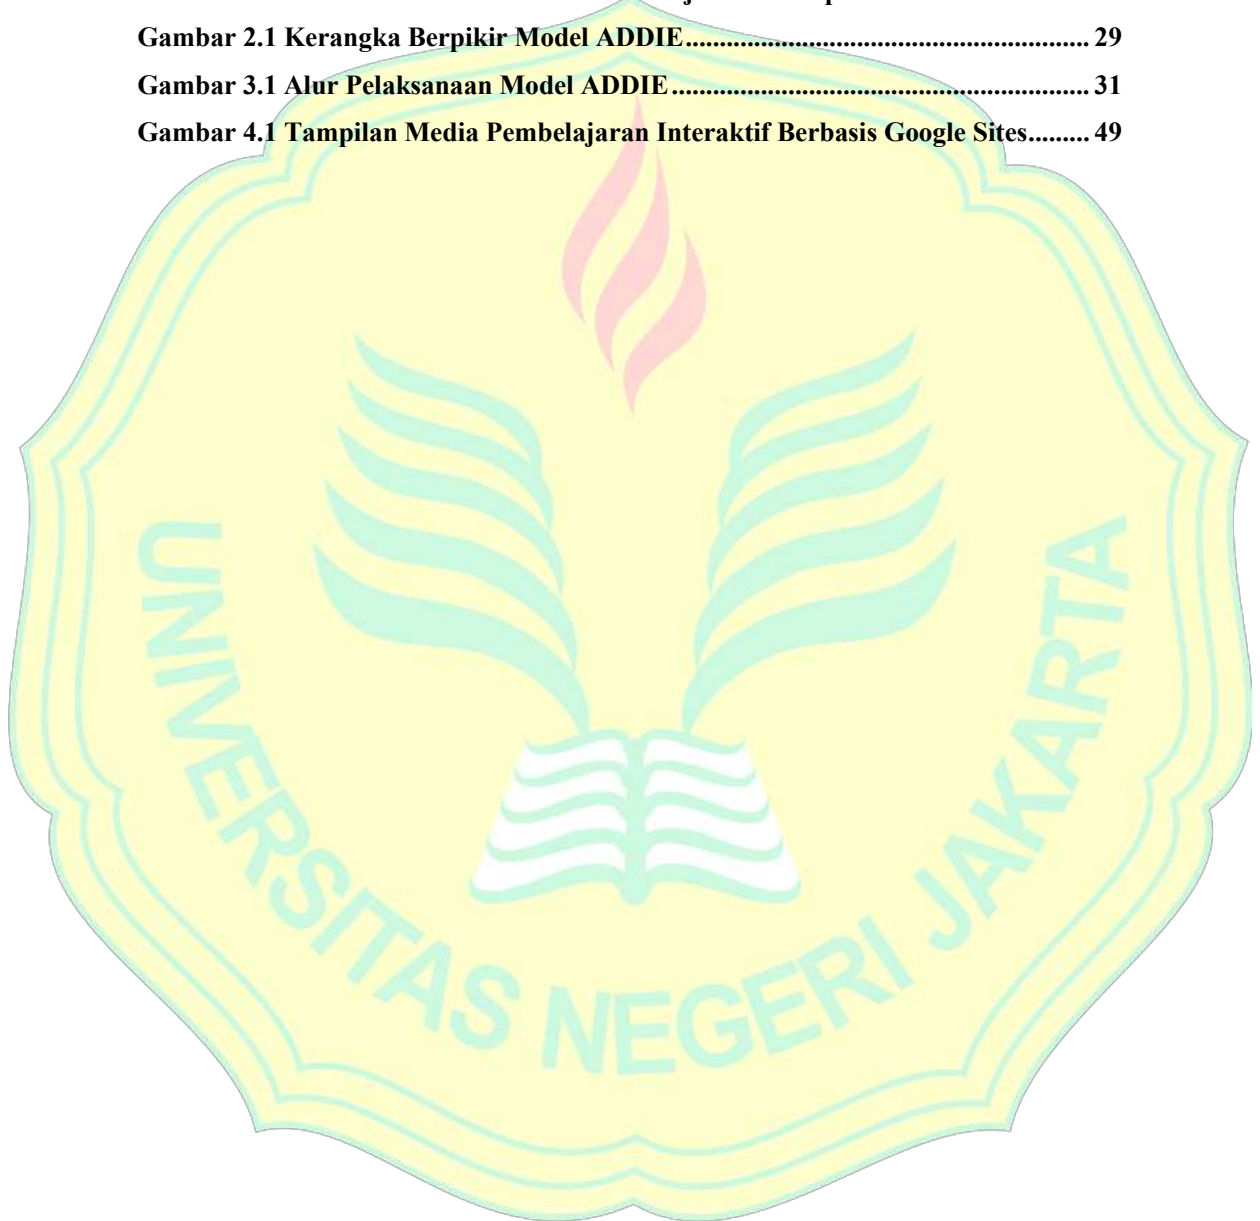 Gambar 2.1 Kerangka Berpikir Model ADDIE........................................................... 29
Gambar 3.1 Alur Pelaksanaan Model ADDIE............................................................. 31
Gambar 4.1 Tampilan Media Pembelajaran Interaktif Berbasis Google Sites......... 49
UNIVERSITAS NEGERI JAKARTA